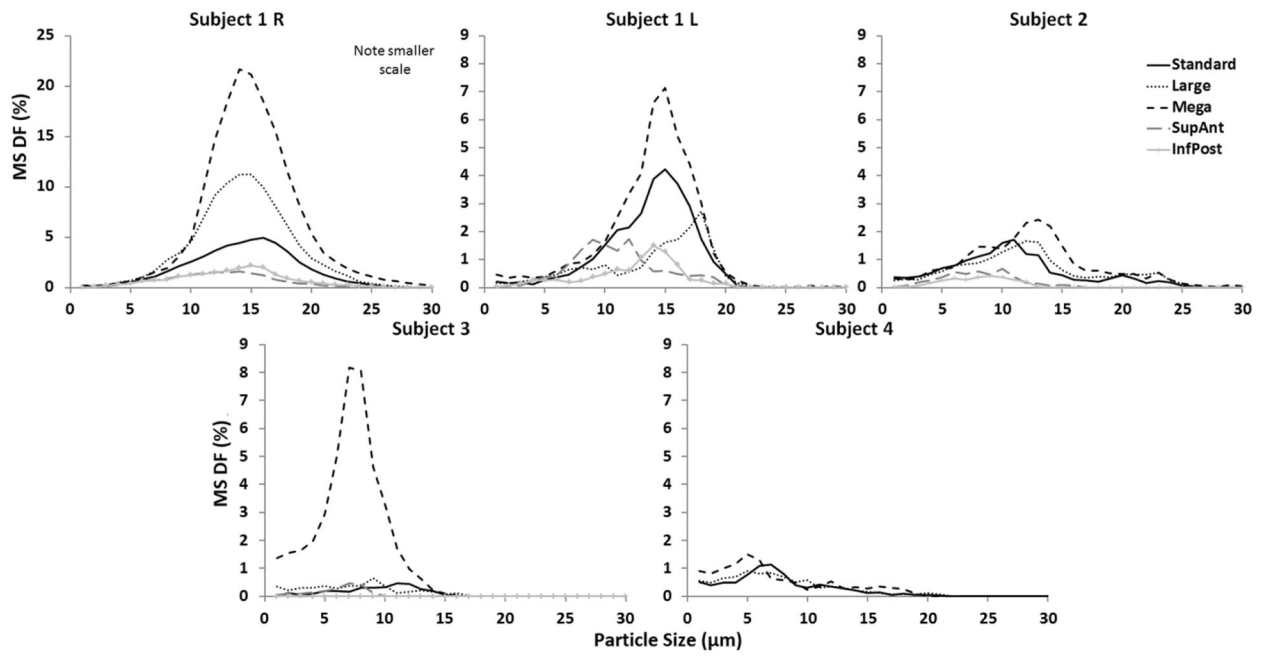 Subject 1 R
Subject 1 L
Subject 2
MS DF (%)
25
20
15
10
5
0
0 5 10 15 20 25 30
Note smaller
scale
9
8
7
6
5
4
3
2
1
0
0 5 10 15 20 25 30
9
8
7
6
5
4
3
2
1
0
0 5 10 15 20 25 30
Standard
Large
Mega
SupAnt
InfPost
Subject 3
Subject 4
MS DF (%)
9
8
7
6
5
4
3
2
1
0
0 5 10 15 20 25 30
9
8
7
6
5
4
3
2
1
0
0 5 10 15 20 25 30
Particle Size (μm)